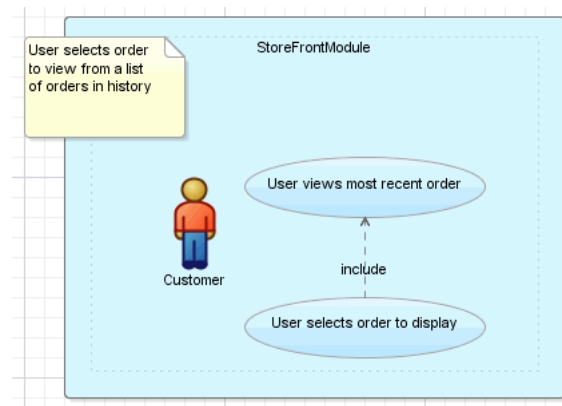 User selects order
to view from a list
of orders in history
StoreFrontModule
User views most recent order
Customer
include
User selects order to display